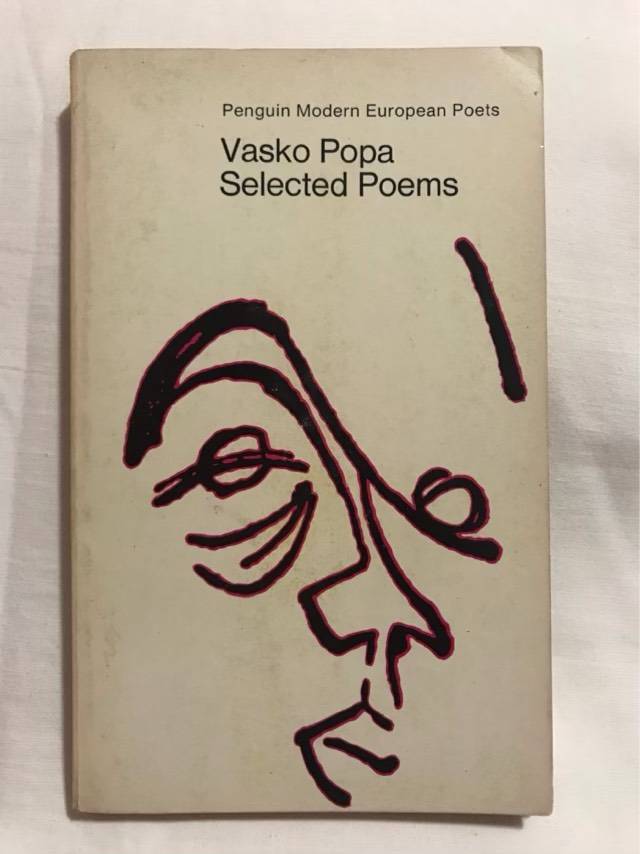 Penguin Modern European Poets
Vasko Popa
Selected Poems